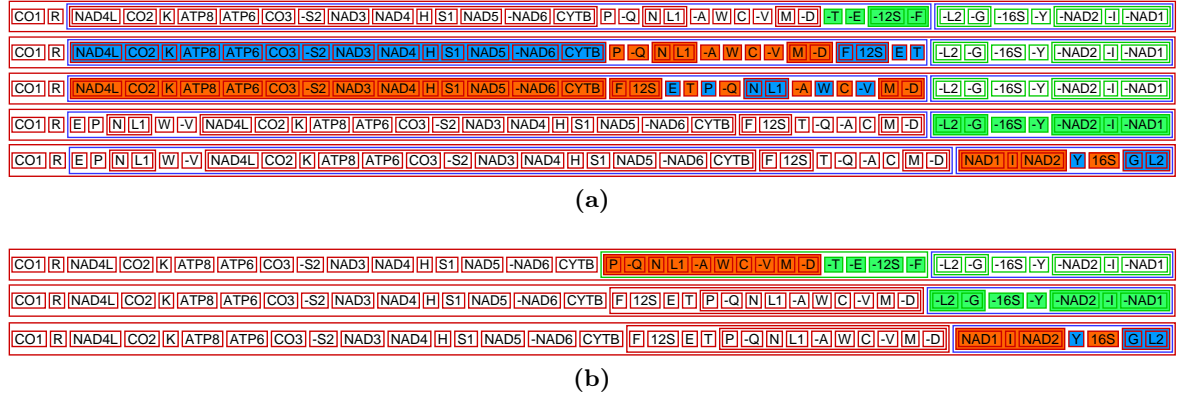 CO1 R NAD4L CO2 K ATP8 ATP6 CO3 -S2 NAD3 NAD4 H S1 NAD5 -NAD6 CYTB P -Q N L1 -A W C -V M -D -T -E -12S -F -L2 -G -16S -Y -NAD2 -I -NAD1
CO1 R NAD4L CO2 K ATP8 ATP6 CO3 -S2 NAD3 NAD4 H S1 NAD5 -NAD6 CYTB P -Q N L1 -A W C -V M -D F 12S E T -L2 -G -16S -Y -NAD2 -I -NAD1
CO1 R NAD4L CO2 K ATP8 ATP6 CO3 -S2 NAD3 NAD4 H S1 NAD5 -NAD6 CYTB F 12S E T P -Q N L1 -A W C -V M -D -L2 -G -16S -Y -NAD2 -I -NAD1
CO1 R E P N L1 W -V NAD4L CO2 K ATP8 ATP6 CO3 -S2 NAD3 NAD4 H S1 NAD5 -NAD6 CYTB F 12S T -Q -A C M -D -L2 -G -16S -Y -NAD2 -I -NAD1
CO1 R E P N L1 W -V NAD4L CO2 K ATP8 ATP6 CO3 -S2 NAD3 NAD4 H S1 NAD5 -NAD6 CYTB F 12S T -Q -A C M -D NAD1 I NAD2 Y 16S G L2
(a)
CO1 R NAD4L CO2 K ATP8 ATP6 CO3 -S2 NAD3 NAD4 H S1 NAD5 -NAD6 CYTB P -Q N L1 -A W C -V M -D -T -E -12S -F -L2 -G -16S -Y -NAD2 -I -NAD1
CO1 R NAD4L CO2 K ATP8 ATP6 CO3 -S2 NAD3 NAD4 H S1 NAD5 -NAD6 CYTB F 12S E T P -Q N L1 -A W C -V M -D -L2 -G -16S -Y -NAD2 -I -NAD1
CO1 R NAD4L CO2 K ATP8 ATP6 CO3 -S2 NAD3 NAD4 H S1 NAD5 -NAD6 CYTB F 12S E T P -Q N L1 -A W C -V M -D NAD1 I NAD2 Y 16S G L2
(b)